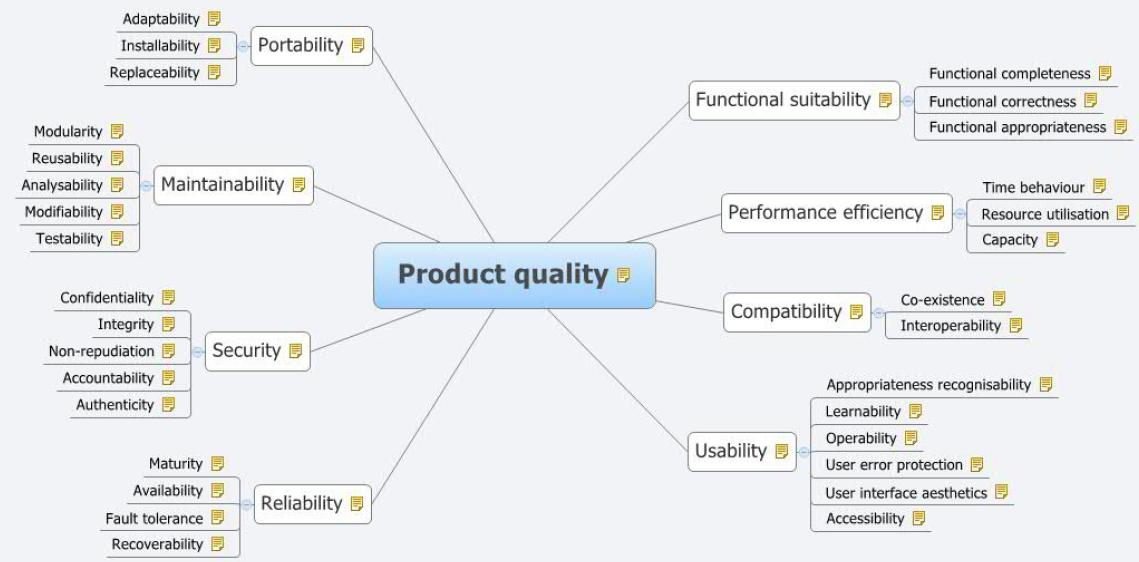 Product quality
Functional suitability
Functional completeness
Functional correctness
Functional appropriateness
Performance efficiency
Time behaviour
Resource utilisation
Capacity
Compatibility
Co-existence
Interoperability
Usability
Appropriateness recognisability
Learnability
Operability
User error protection
User interface aesthetics
Accessibility
Reliability
Maturity
Availability
Fault tolerance
Recoverability
Security
Confidentiality
Integrity
Non-repudiation
Accountability
Authenticity
Maintainability
Modularity
Reusability
Analysability
Modifiability
Testability
Portability
Adaptability
Installability
Replaceability